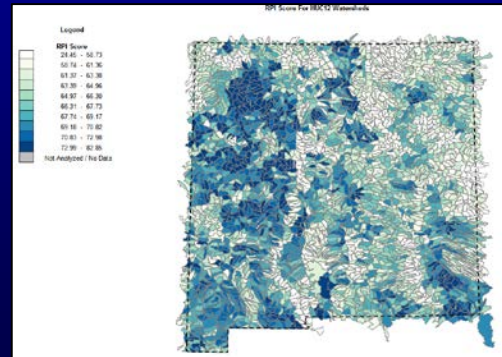 RPI Score For HUC12 Watersheds
Legend
RPI Score
24.45 - 58.73
58.74 - 61.36
61.37 - 63.38
63.39 - 64.96
64.97 - 66.30
66.31 - 67.73
67.74 - 69.17
69.18 - 70.82
70.83 - 72.98
72.99 - 82.85
Not Analyzed / No Data